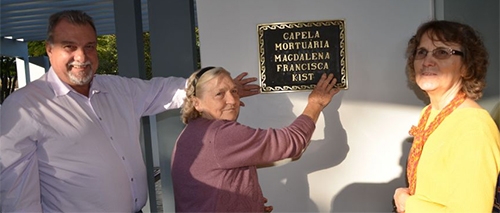 CAPELA
MORTUÁRIA
MAGDALENA
FRANCISCA
KIST